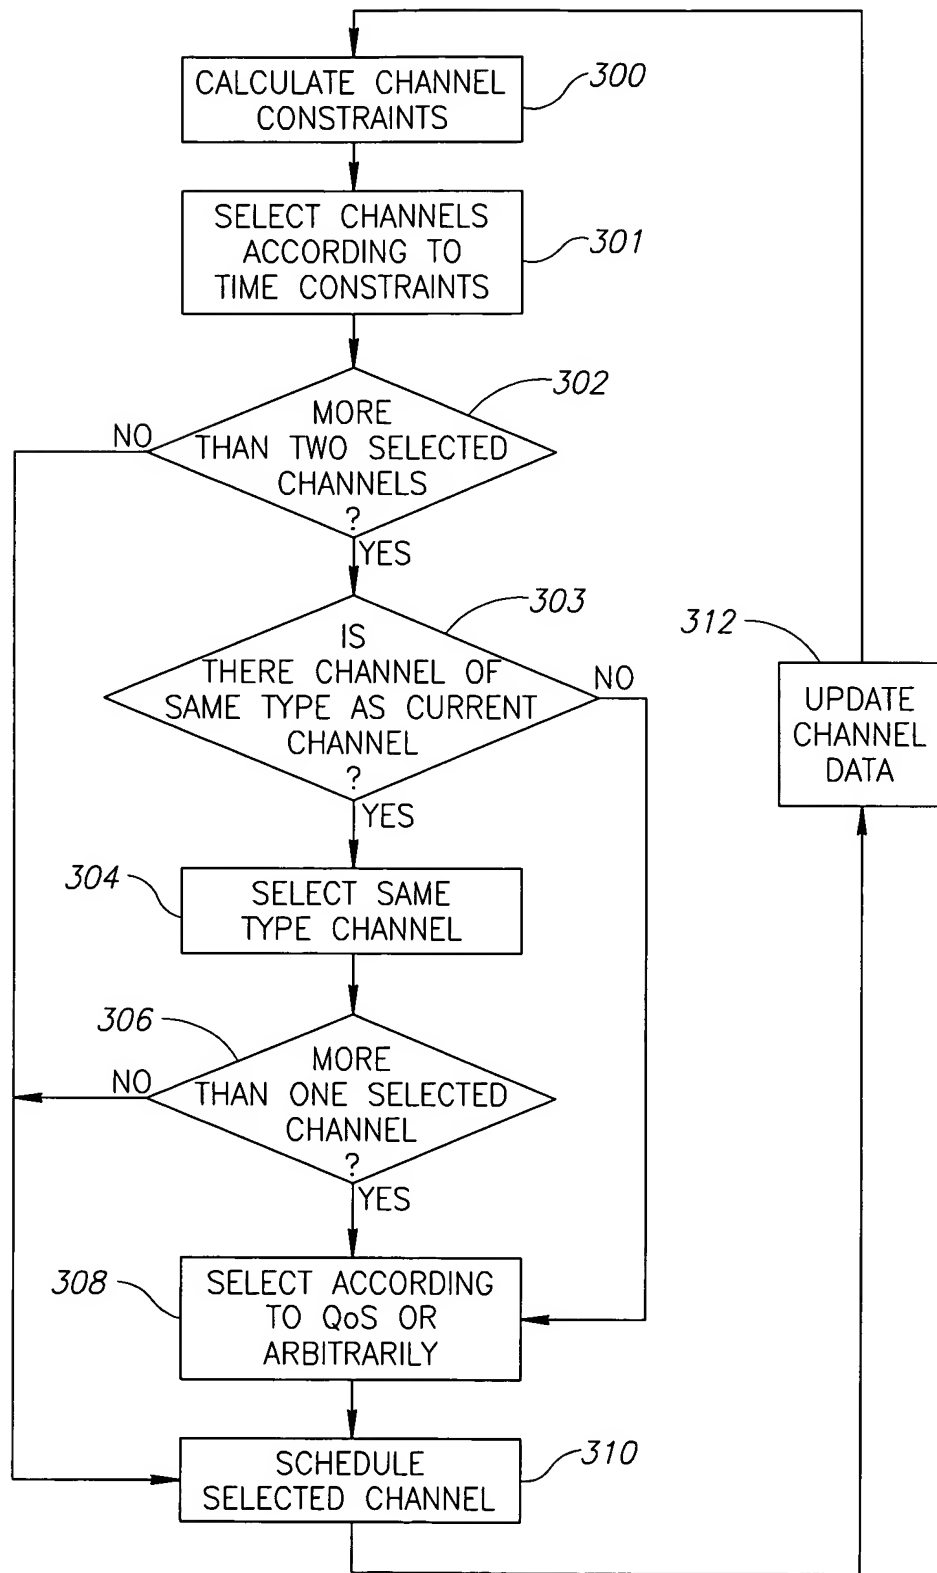 CALCULATE CHANNEL
CONSTRAINTS
300
SELECT CHANNELS
ACCORDING TO
TIME CONSTRAINTS
301
302
MORE
THAN TWO SELECTED
CHANNELS
?
NO
YES
303
IS
THERE CHANNEL OF
SAME TYPE AS CURRENT
CHANNEL
?
NO
YES
312
UPDATE
CHANNEL
DATA
304
SELECT SAME
TYPE CHANNEL
306
MORE
THAN ONE SELECTED
CHANNEL
?
NO
YES
308
SELECT ACCORDING
TO QoS OR
ARBITRARILY
SCHEDULE
SELECTED CHANNEL
310